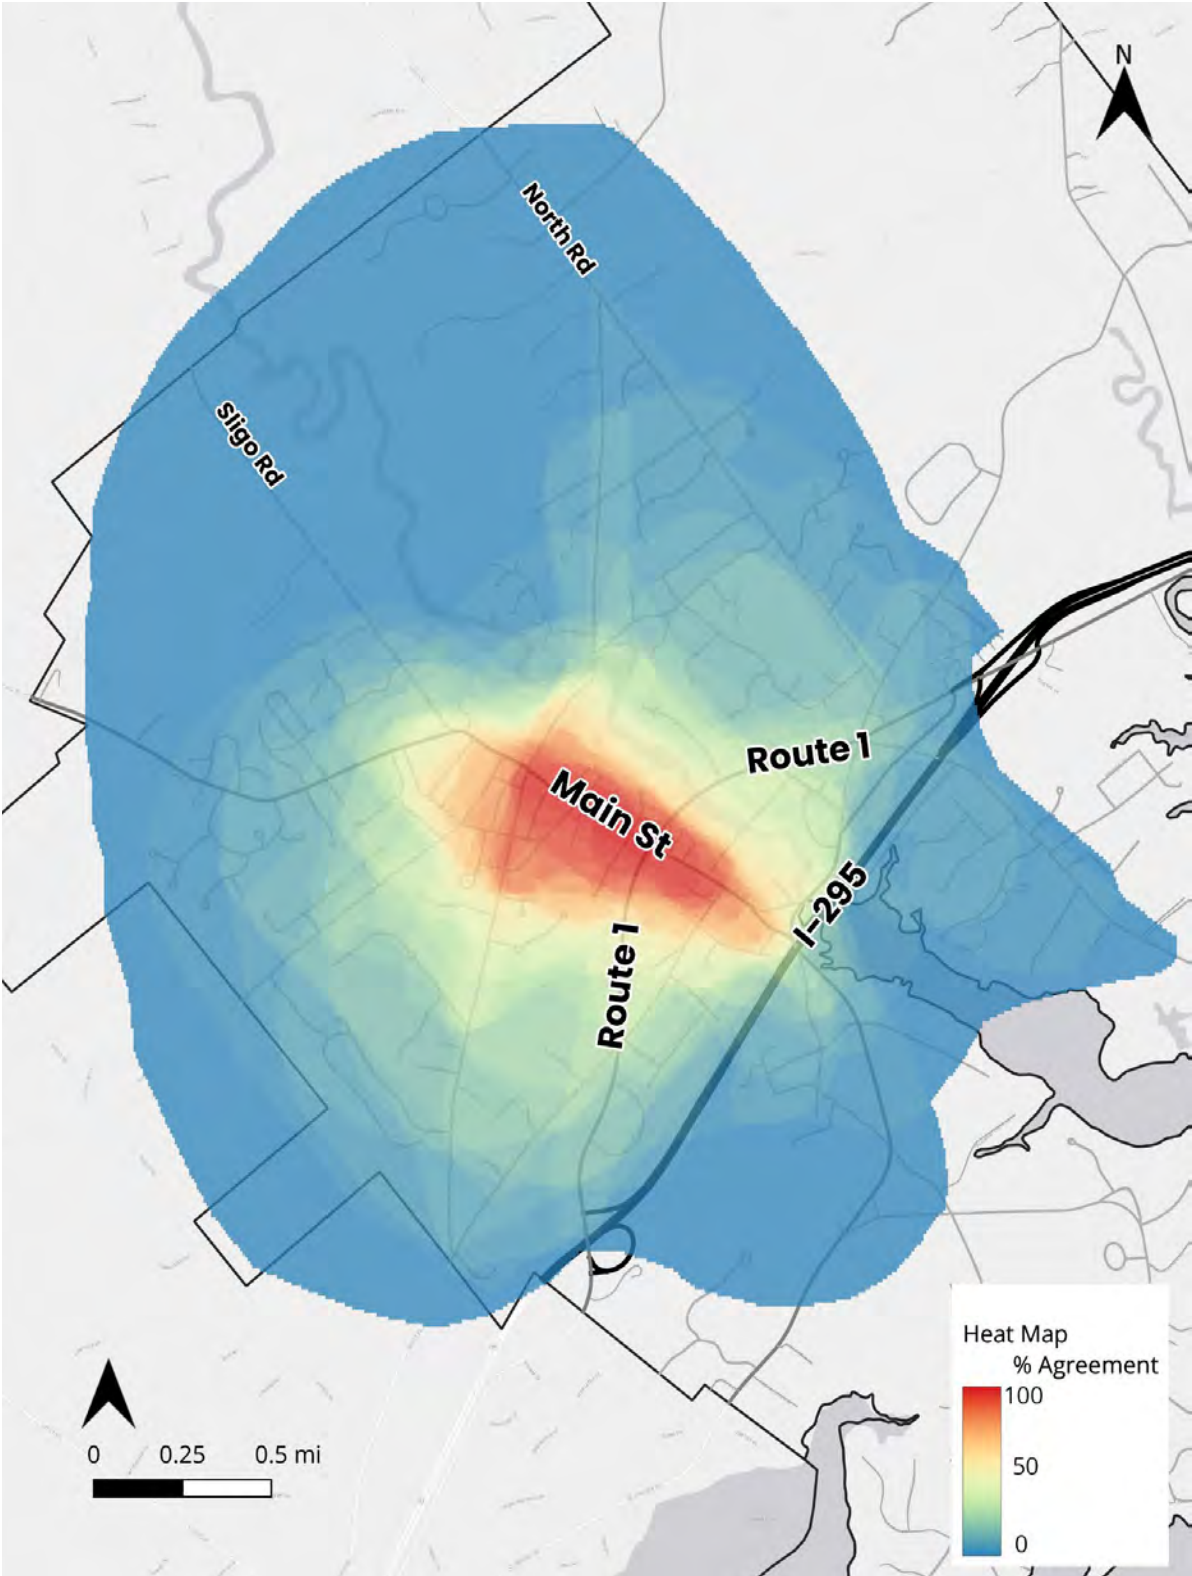 N
North Rd
Sligo Rd
Route 1
Main St
I-295
Route 1
Heat Map
% Agreement
100
50
0
0 0.25 0.5 mi